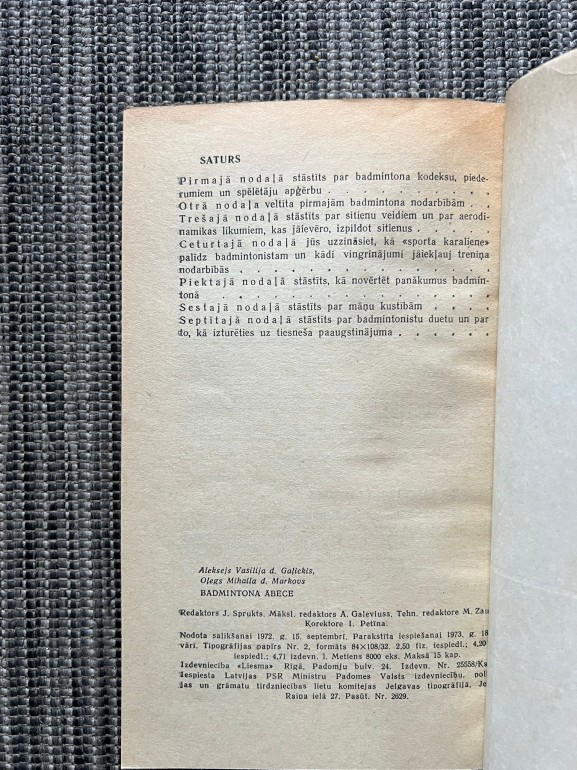 SATURS
Pirmajā nodaļā stāstīts par badmintona kodeksu, piede-
rumiem un spēlētāju apģērbu . . . . . . . . .
Otrā nodaļa veltīta pirmajām badmintona nodarbībām .
Trešajā nodaļā stāstīts par sitienu veidiem un par aerodi-
namikas likumiem, kas jāievēro, izpildot sitienus . . . .
Ceturtajā nodaļā jūs uzzināsiet, kā «sporta karaliene»
palīdz badmintonistam un kādi vingrinājumi jāiekļauj treniņa
nodarbībās . . . . . . . . . . . .
Piektajā nodaļā stāstīts, kā novērtēt panākumus badmin-
tonā . . . . . . . . . . . . .
Sestajā nodaļā stāstīts par māņu kustībām . . . .
Septītajā nodaļā stāstīts par badmintonistu duetu un par
to, kā izturēties uz tiesneša paaugstinājuma . . . . .
Aleksejs Vasilija d. Gaļickis,
Oļegs Mihaila d. Markovs
BADMINTONA ĀBECE
Redaktors J. Sprukts. Māksl. redaktors A. Galeviuss. Tehn. redaktore M. Zau
Korektore I. Petīna.
Nodota salikšanai 1972. g. 15. septembrī. Parakstīta iespiešanai 1973. g. 18
vārī. Tipogrāfijas papīrs Nr. 2, formāts 84×108/32. 2,50 fiz. iespiedl.; 4,20
iespiedl.; 4,71 izdevn. l. Metiens 8000 eks. Maksā 15 kap.
Izdevniecība «Liesma» Rīgā, Padomju bulv. 24. Izdevn. Nr. 25558/Ks
Iespiesta Latvijas PSR Ministru Padomes Valsts izdevniecību, poli
jas un grāmatu tirdzniecības lietu komitejas Jelgavas tipogrāfijā, Je
Raiņa ielā 27. Pasūt. Nr. 2629.